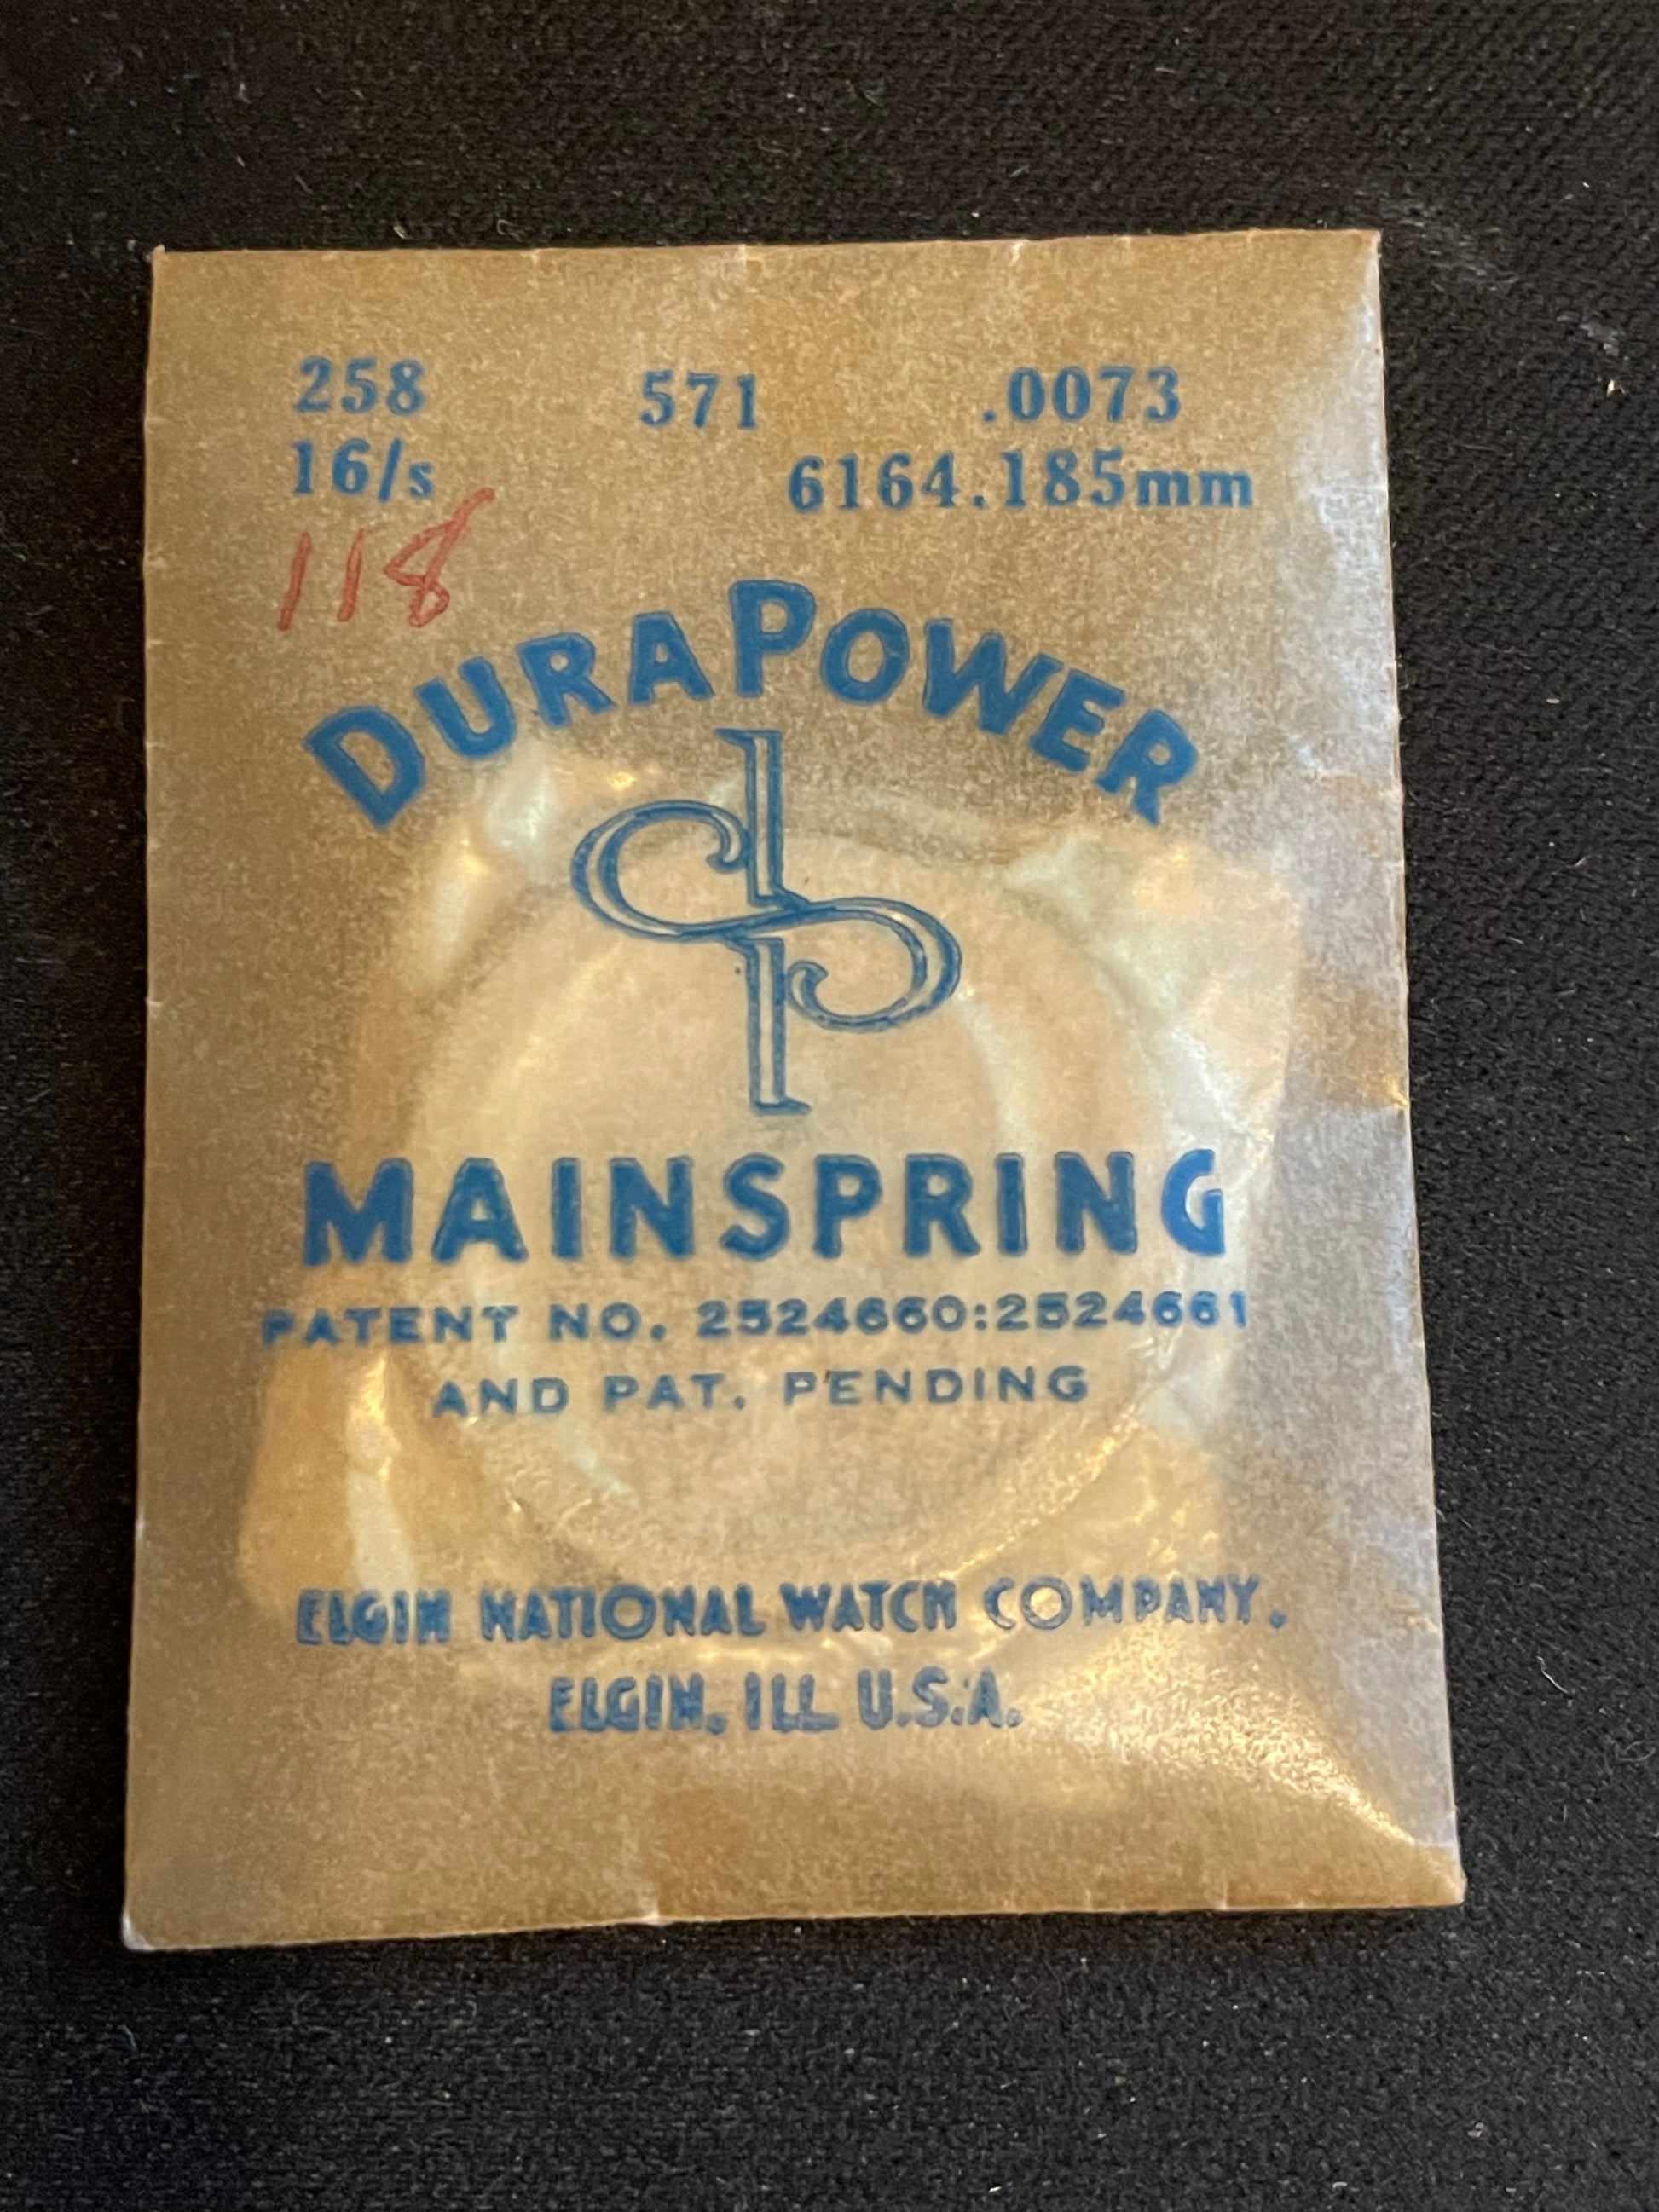 258 571 .0073
16/s 6164.185mm
118
DURAPOWER
MAINSPRING
PATENT NO. 2524660:2524661
AND PAT. PENDING
ELGIN NATIONAL WATCH COMPANY.
ELGIN, ILL. U.S.A.